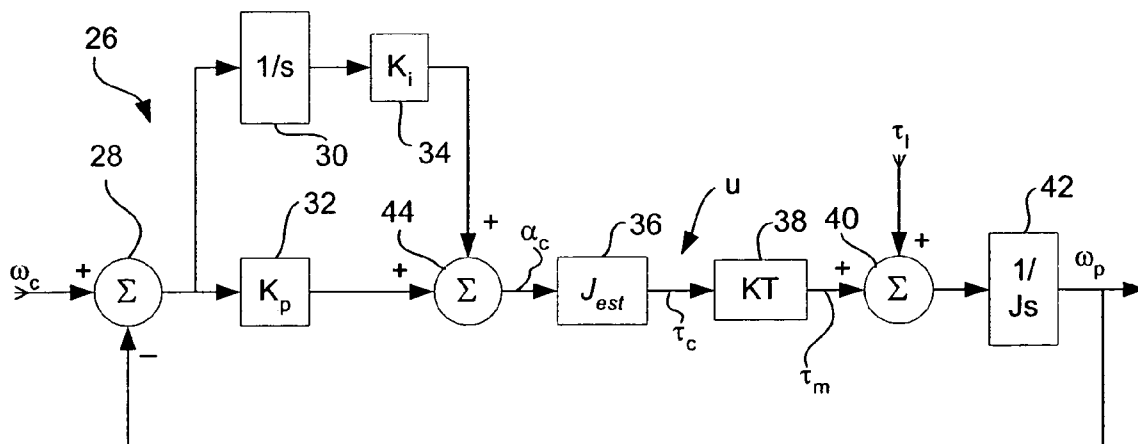 26
1/s
K_i
30
34
28
τ_l
32
44
α_c
36
u
38
40
42
ω_c
+
Σ
K_p
+
+
Σ
J_est
KT
+
+
Σ
1/
Js
ω_p
τ_c
τ_m
−